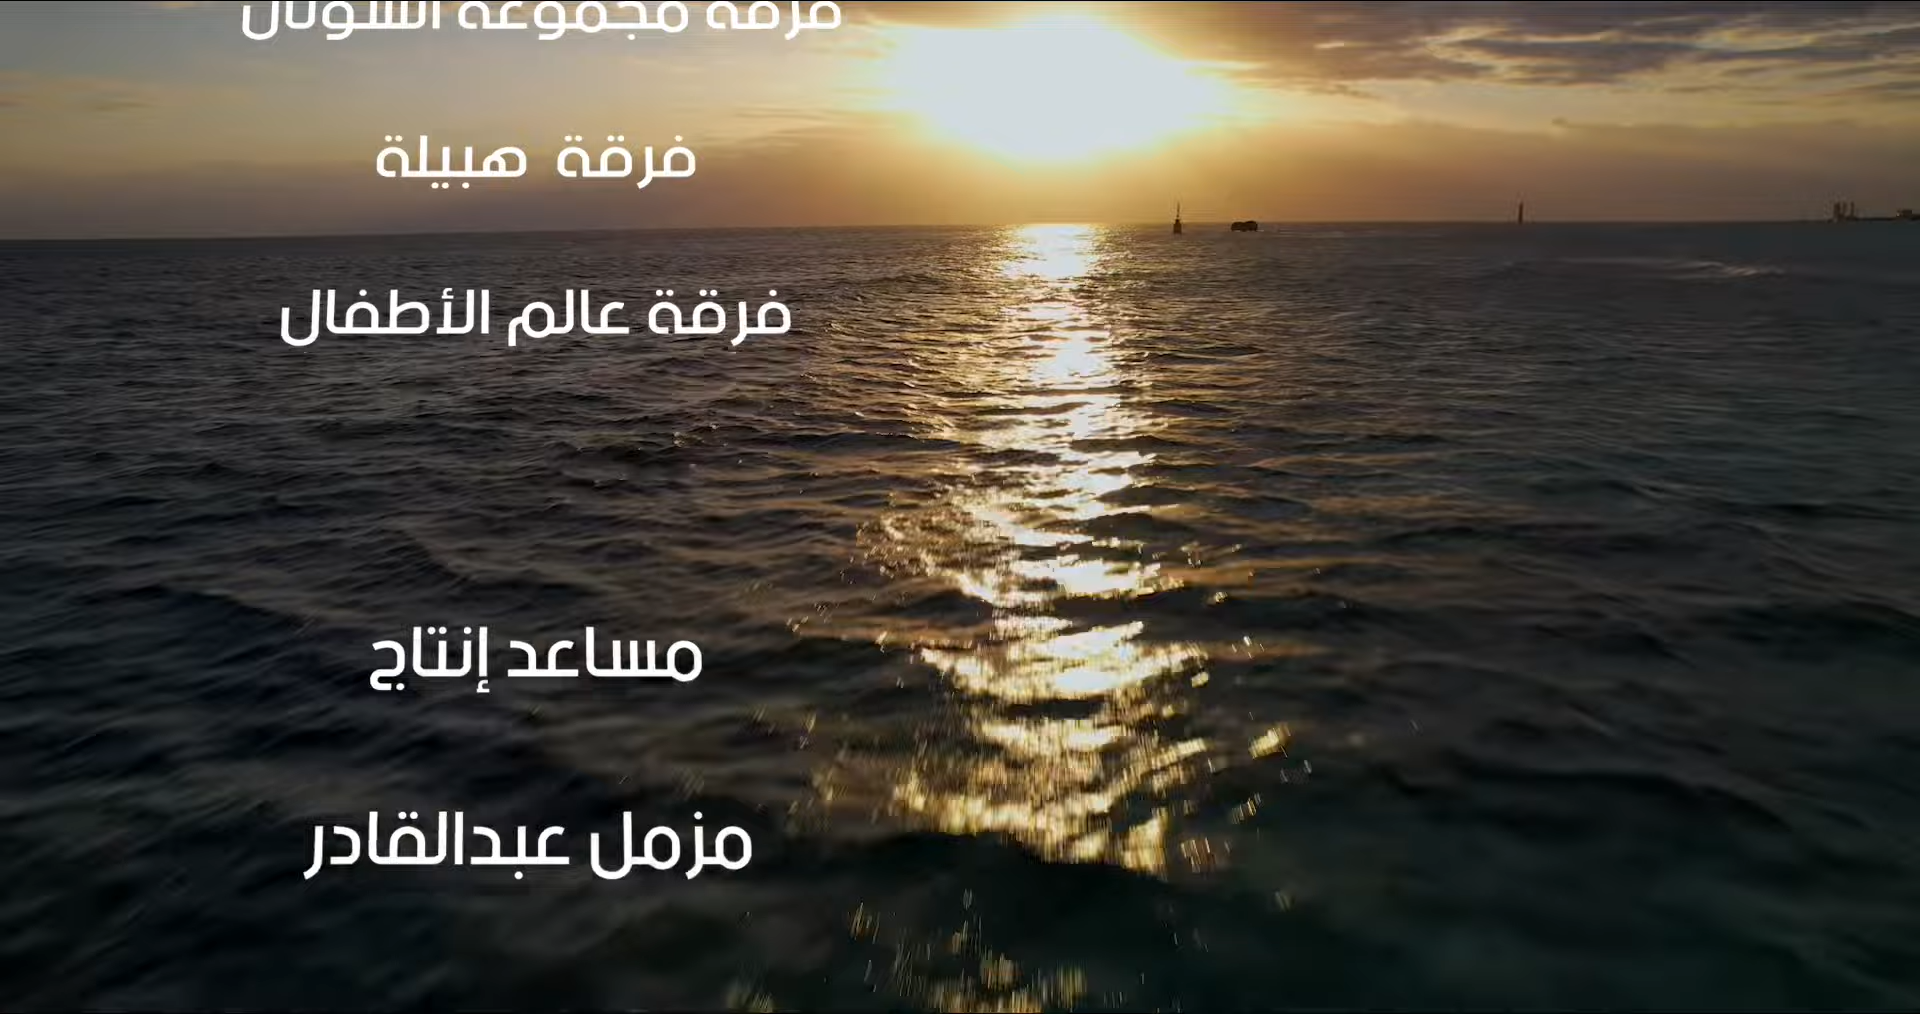 فرقة مجموعة
فرقة هبيلة
فرقة عالم الأطفال
مساعد إنتاج
مزمل عبدالقادر